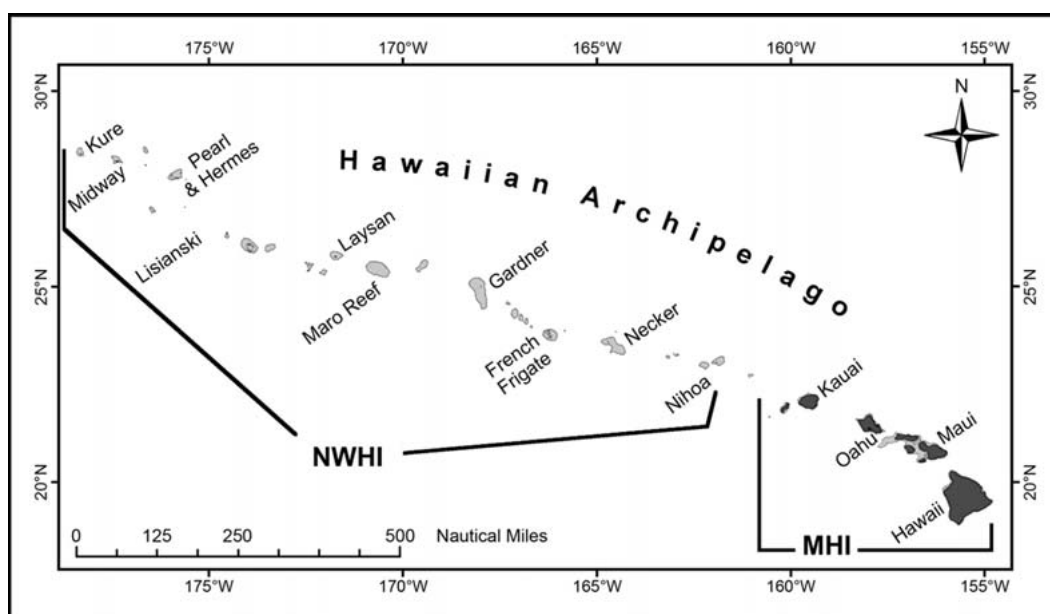 175°W 170°W 165°W 160°W 155°W
30°N 30°N
N
Hawaiian Archipelago
Kure
Midway
Pearl
& Hermes
Lisianski
Laysan
Maro Reef
Gardner
French
Frigate
Necker
Nihoa
25°N 25°N
Kauai
Oahu
Maui
Hawaii
NWHI
MHI
20°N 20°N
0 125 250 500 Nautical Miles
175°W 170°W 165°W 160°W 155°W